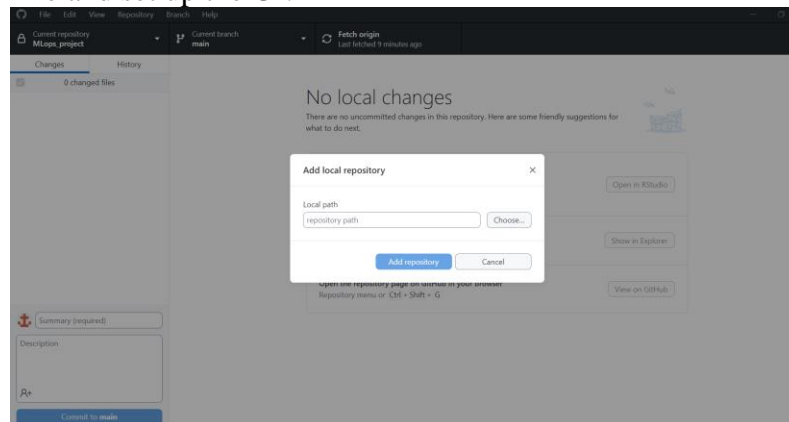 File Edit View Repository Branch Help
Current repository
MLops_project
Current branch
main
Fetch origin
Last fetched 9 minutes ago
Changes History
0 changed files
No local changes
There are no uncommitted changes in this repository. Here are some friendly suggestions for
what to do next.
Add local repository
Local path
repository path
Choose...
Add repository
Cancel
Open in RStudio
Show in Explorer
Open the repository page on GitHub in your browser
Repository menu or Ctrl + Shift + G
View on GitHub
Summary (required)
Description
Commit to main